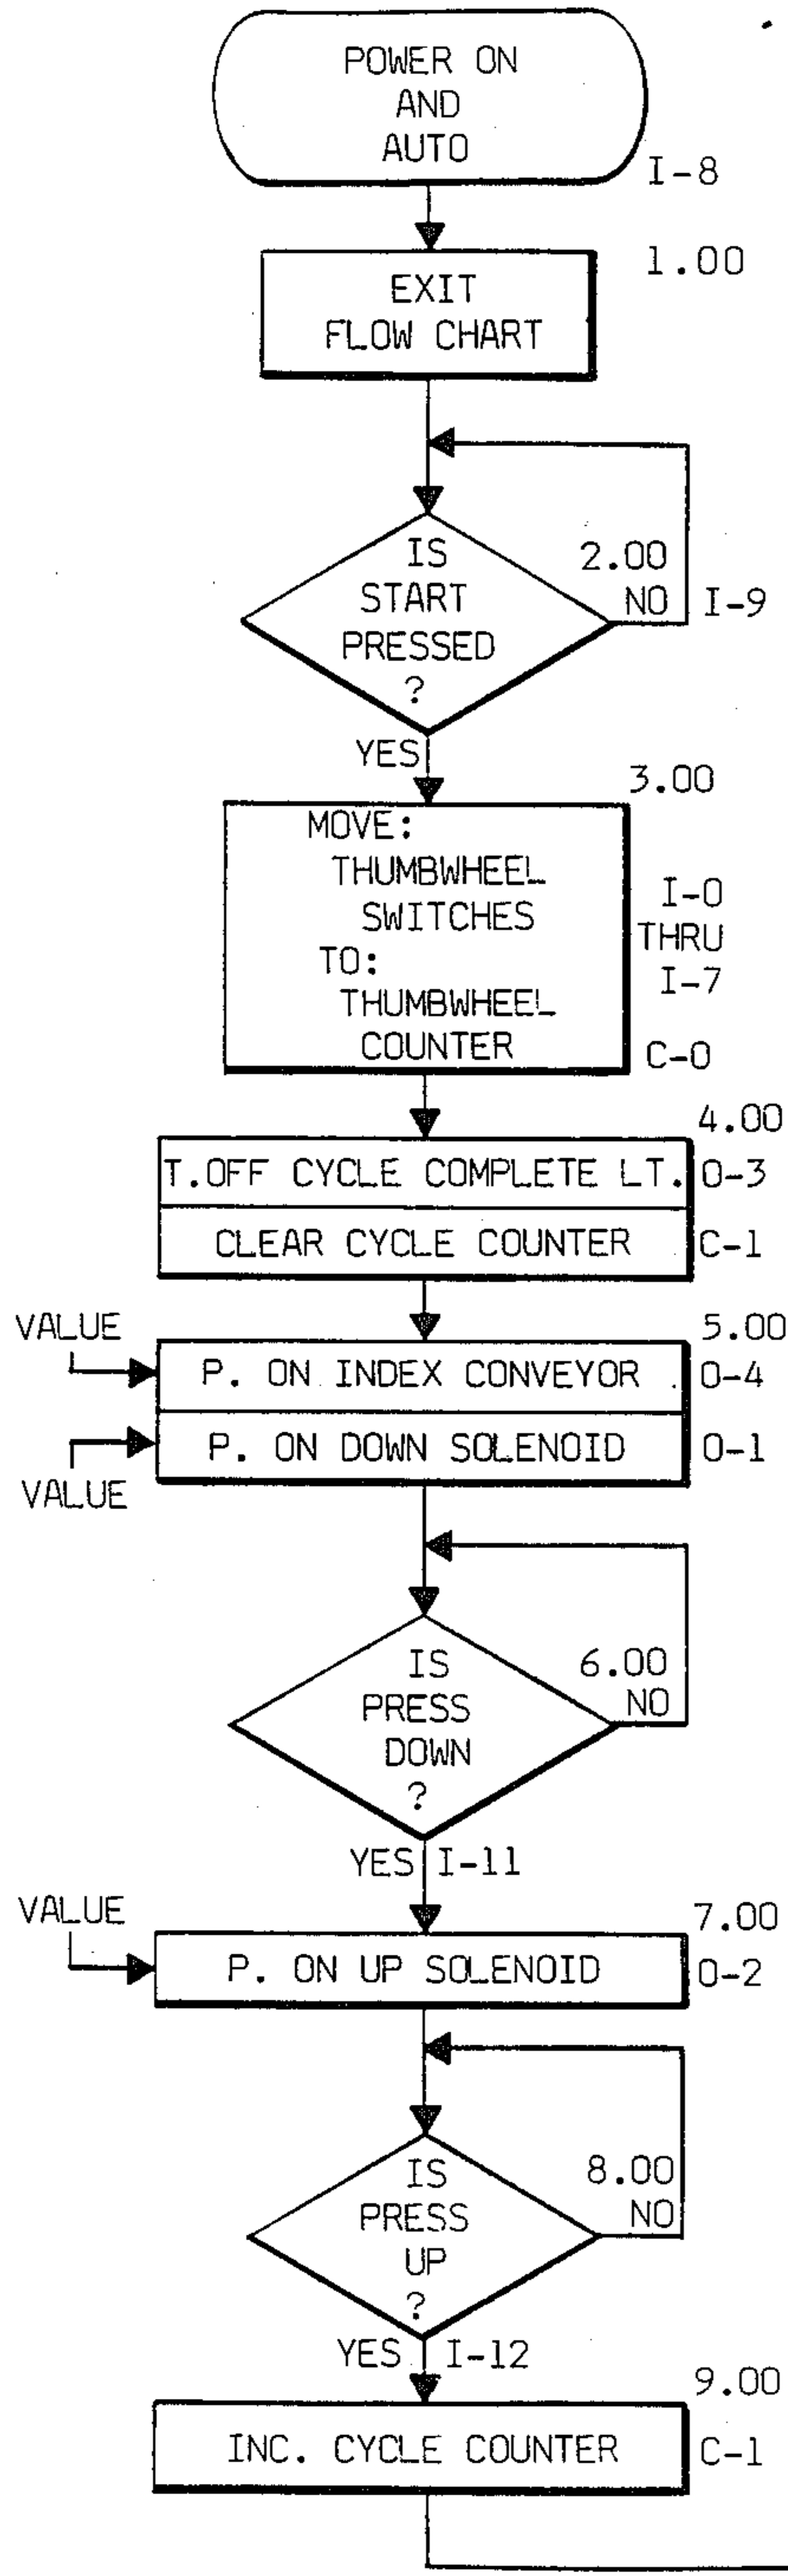 POWER ON
AND
AUTO
I-8
1.00
EXIT
FLOW CHART
IS
START
PRESSED
?
2.00
NO
I-9
YES
3.00
MOVE:
THUMBWHEEL
SWITCHES
TO:
THUMBWHEEL
COUNTER
I-0
THRU
I-7
C-0
4.00
T.OFF CYCLE COMPLETE LT.
O-3
CLEAR CYCLE COUNTER
C-1
5.00
VALUE
P. ON INDEX CONVEYOR
O-4
P. ON DOWN SOLENOID
O-1
VALUE
IS
PRESS
DOWN
?
6.00
NO
YES
I-11
7.00
VALUE
P. ON UP SOLENOID
O-2
IS
PRESS
UP
?
8.00
NO
YES
I-12
9.00
INC. CYCLE COUNTER
C-1